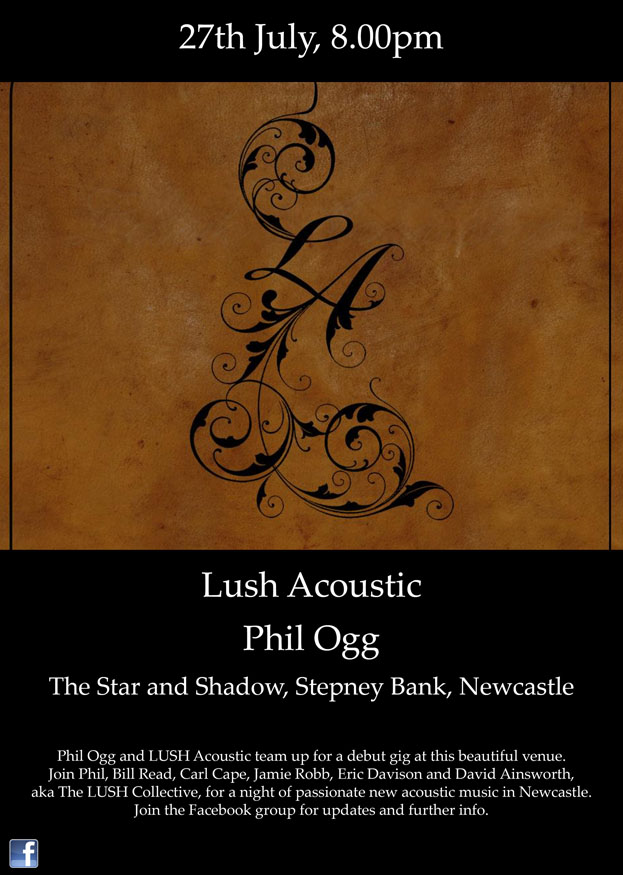 27th July, 8.00pm
LA
Lush Acoustic
Phil Ogg
The Star and Shadow, Stepney Bank, Newcastle
Phil Ogg and LUSH Acoustic team up for a debut gig at this beautiful venue.
Join Phil, Bill Read, Carl Cape, Jamie Robb, Eric Davison and David Ainsworth,
aka The LUSH Collective, for a night of passionate new acoustic music in Newcastle.
Join the Facebook group for updates and further info.
f